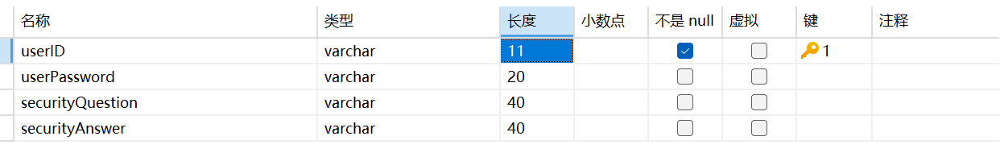 名称 类型 长度 小数点 不是 null 虚拟 键 注释
userID varchar 11 1
userPassword varchar 20
securityQuestion varchar 40
securityAnswer varchar 40